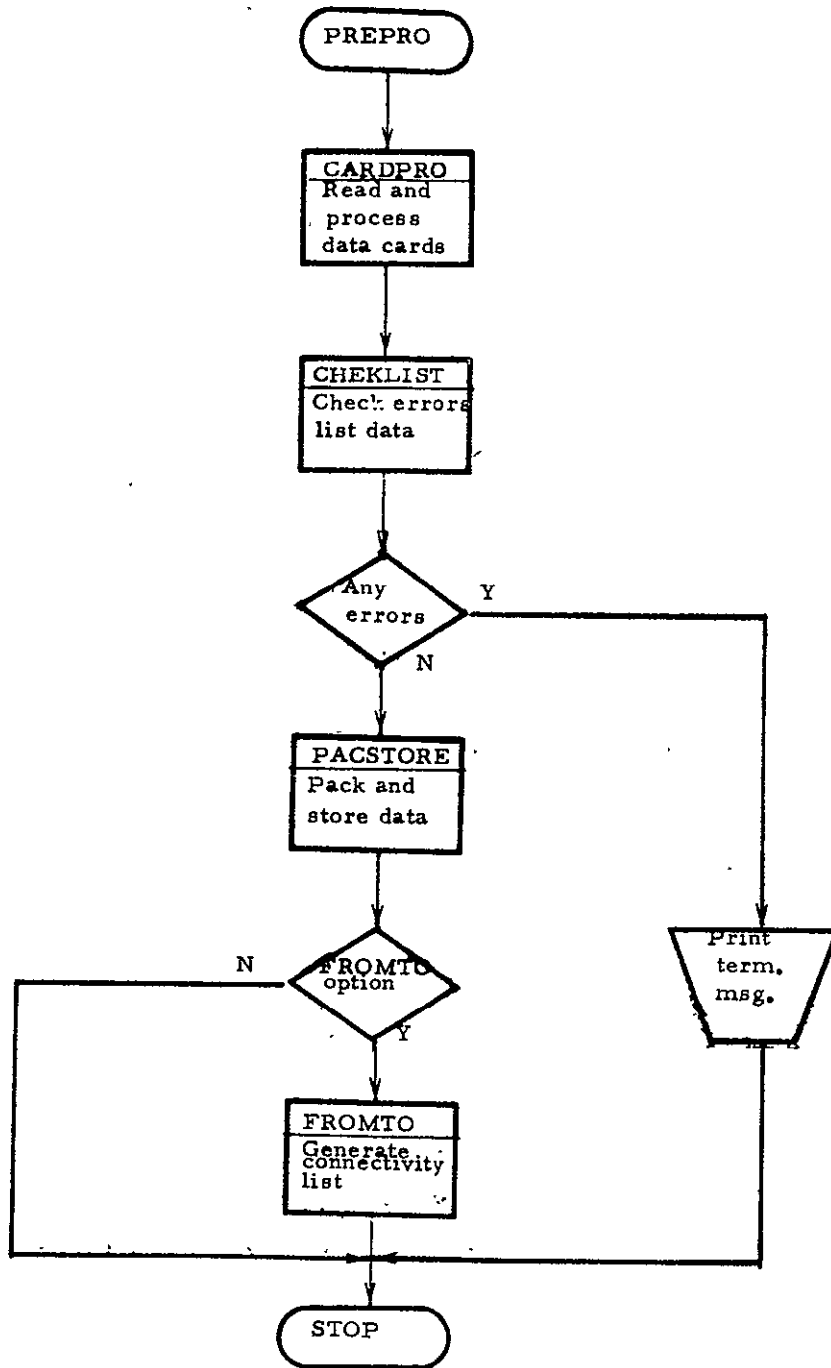 PREPRO
CARDPRO
Read and
process
data cards
CHEKLIST
Check errors
list data
Any
errors
Y
N
PACSTORE
Pack and
store data
N
FROMTO
option
Y
Print
term.
msg.
FROMTO
Generate
connectivity
list
STOP